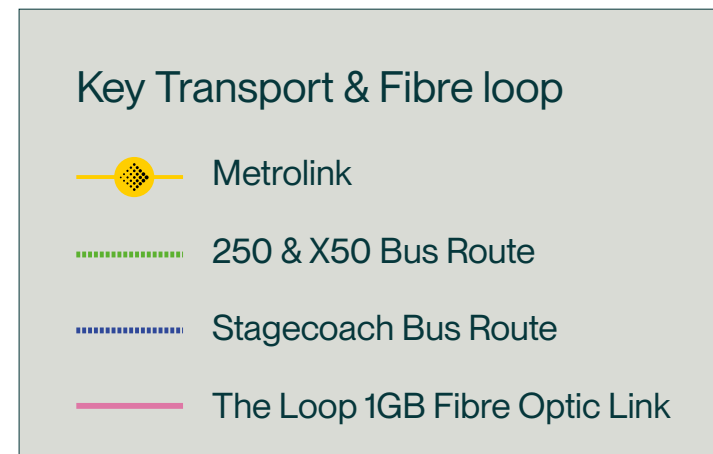 Key Transport & Fibre loop
Metrolink
250 & X50 Bus Route
Stagecoach Bus Route
The Loop 1GB Fibre Optic Link